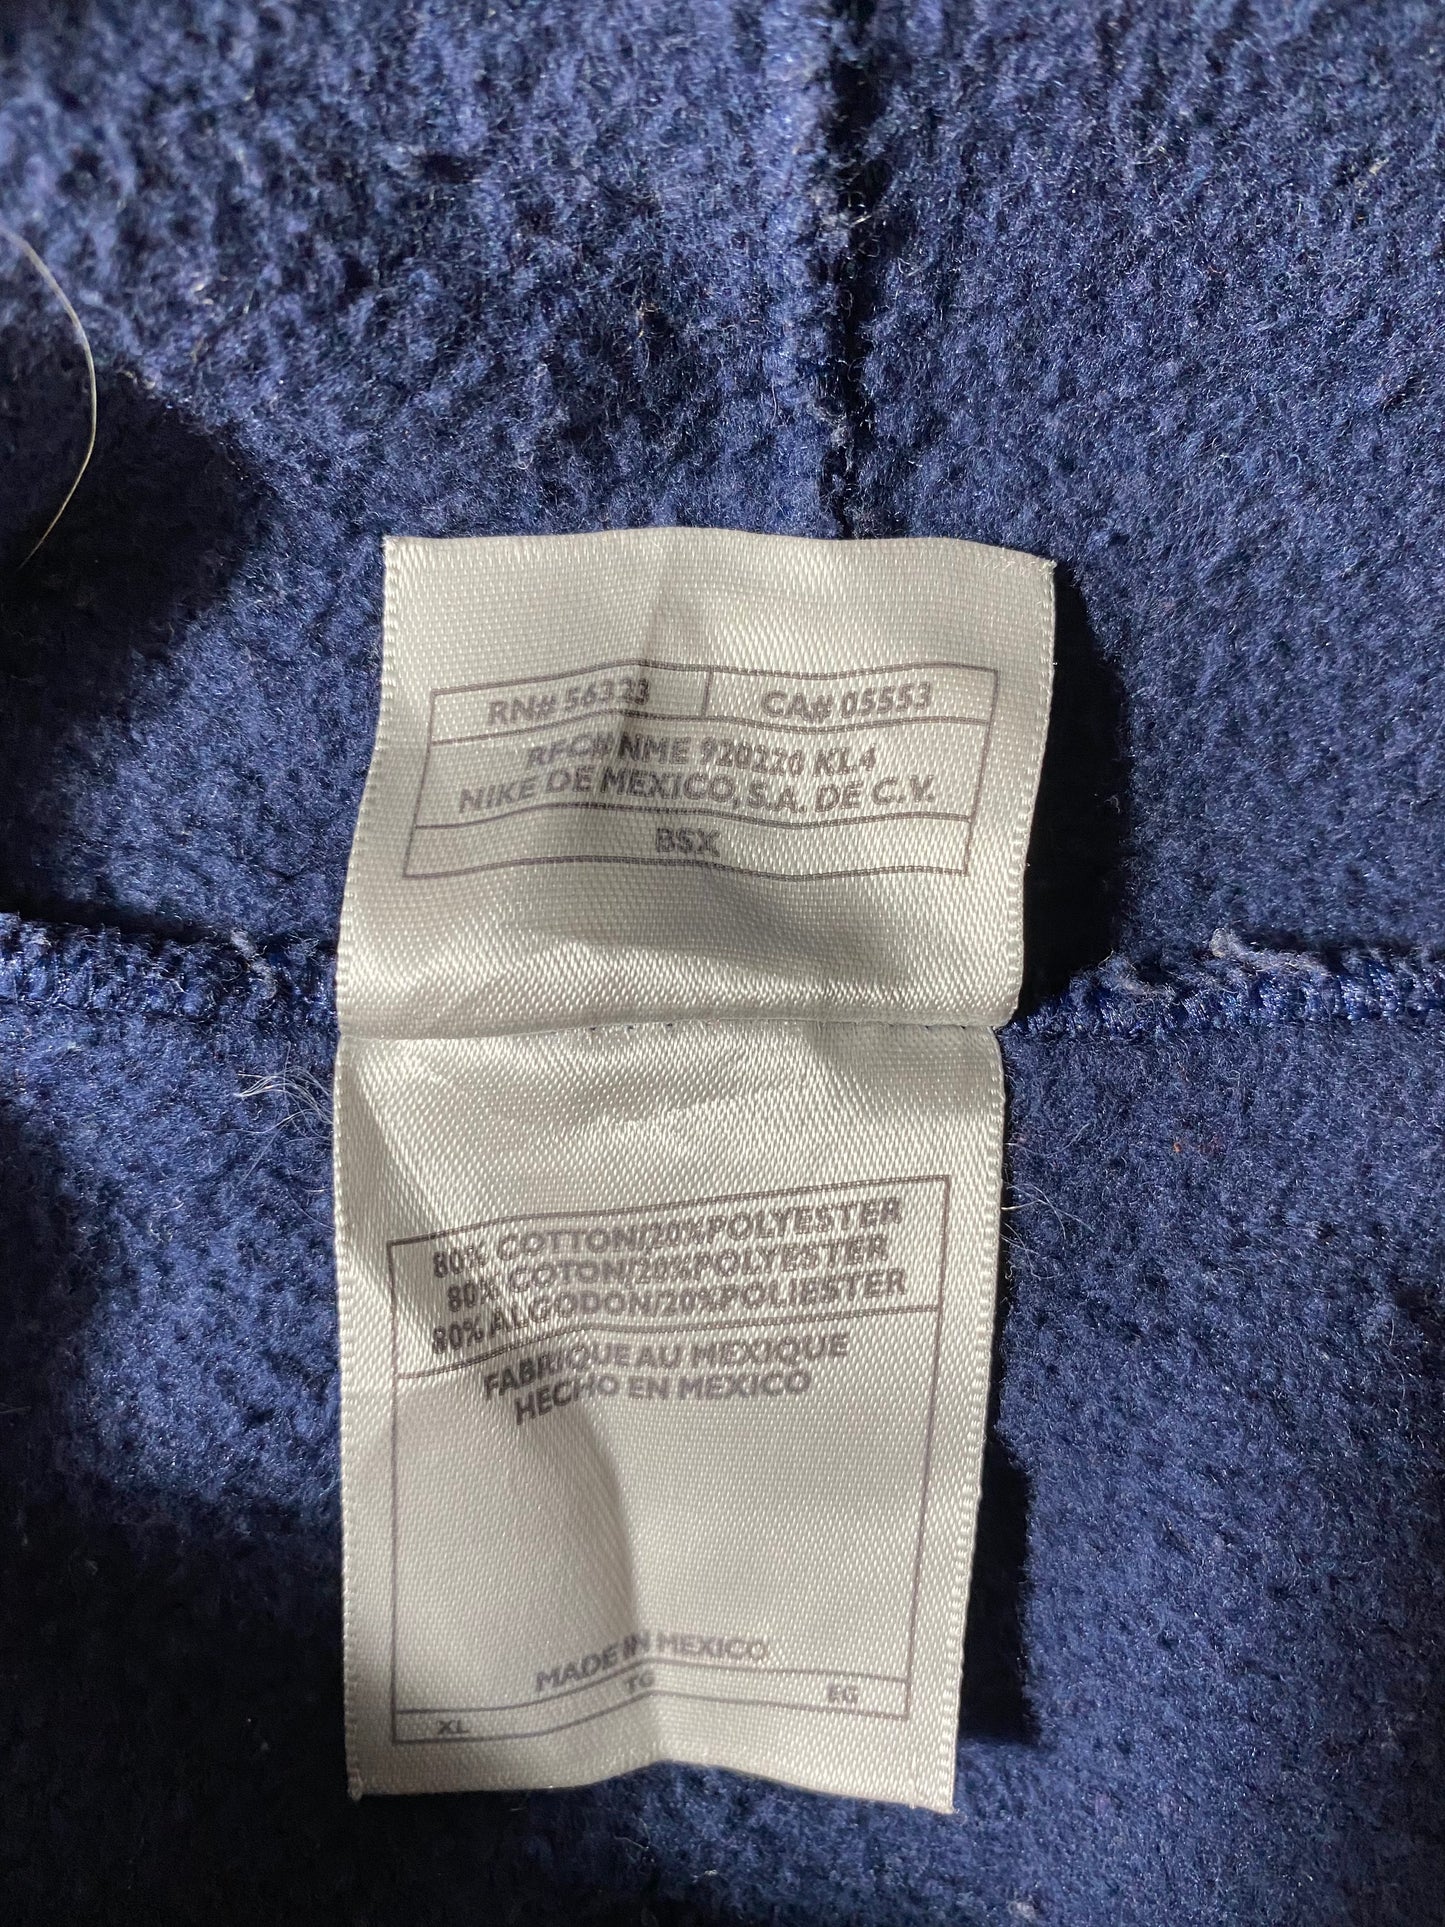 RN# 56323 CA# 05553
RFC# NME 920220 KL4
NIKE DE MEXICO, S.A. DE C.V.
BSX
80% COTTON/20%POLYESTER
80% COTON/20%POLYESTER
80% ALGODON/20%POLIESTER
FABRIQUE AU MEXIQUE
HECHO EN MEXICO
MADE IN MEXICO
XL TG EG